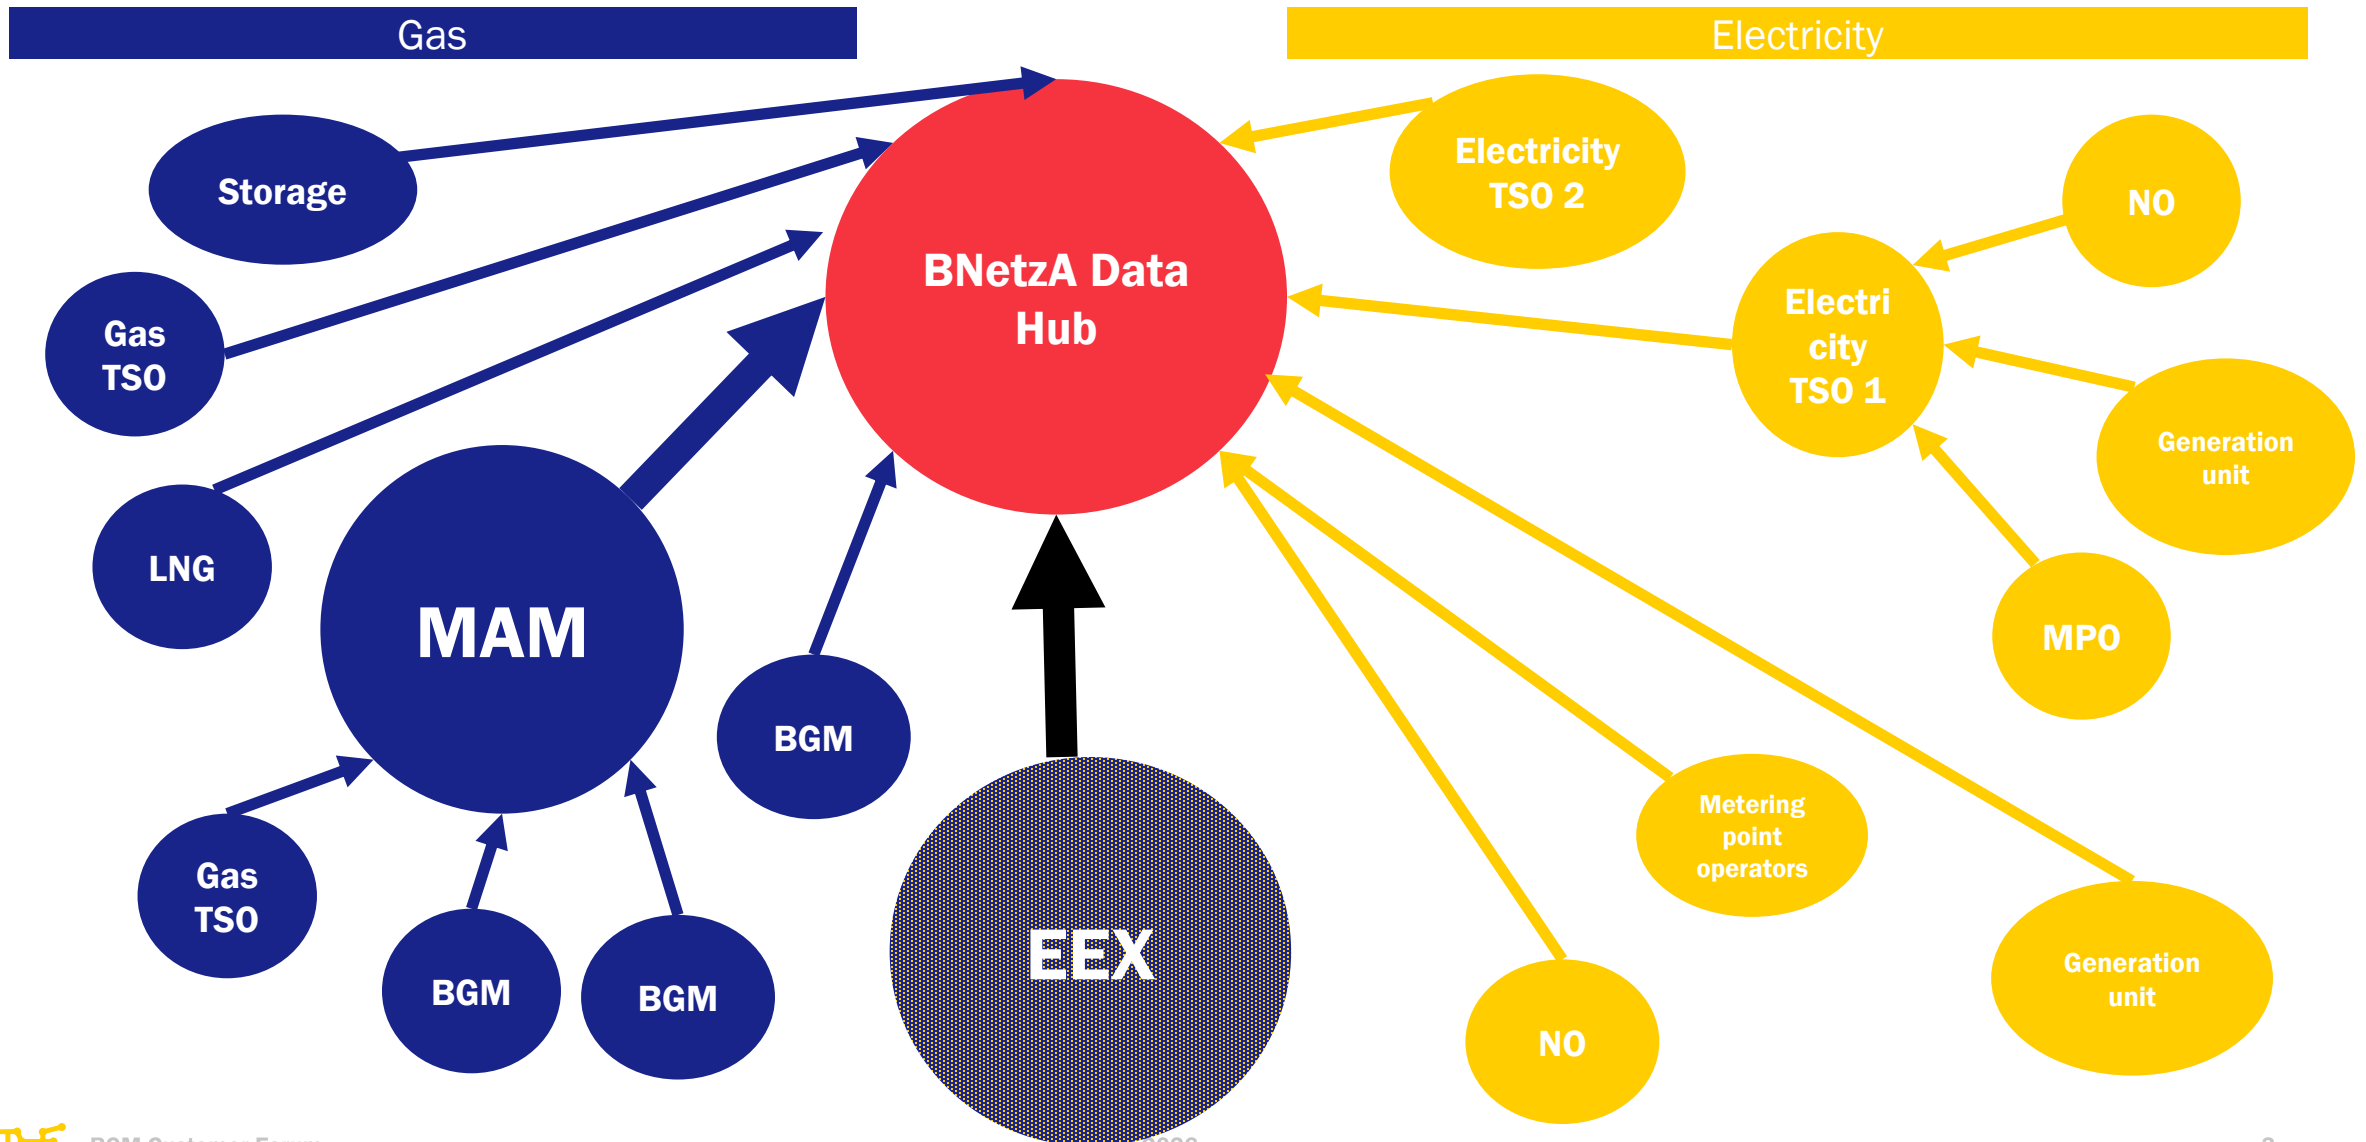 Gas
Electricity
Storage
Electricity
TSO 2
NO
BNetzA Data
Hub
Gas
TSO
Electri
city
TSO 1
Generation
unit
LNG
MAM
MPO
BGM
Metering
point
operators
Gas
TSO
BGM
BGM
EEX
NO
Generation
unit